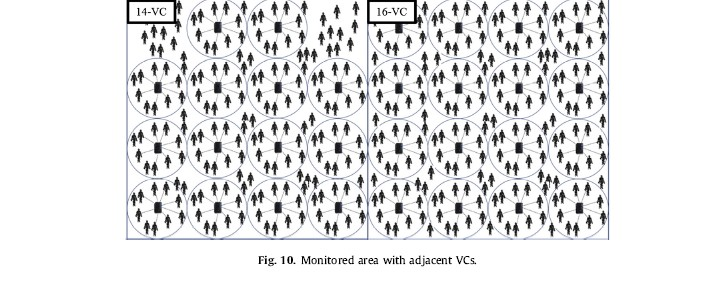 14-VC
16-VC
Fig. 10. Monitored area with adjacent VCs.